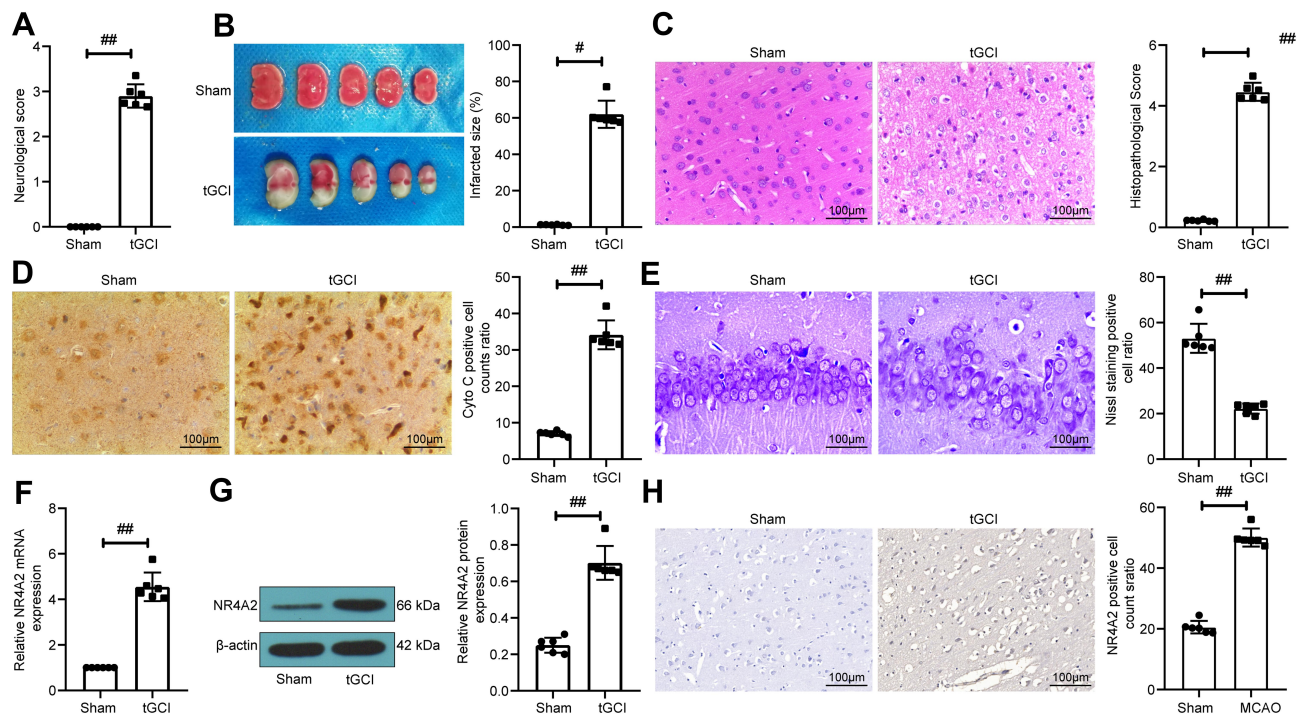 A
##
Neurological score
4
3
2
1
0
Sham
tGCI
B
Sham
tGCI
#
Infarcted size (%)
100
80
60
40
20
0
Sham
tGCI
C
Sham
tGCI
100μm
100μm
##
Histopathological Score
6
4
2
0
Sham
tGCI
D
Sham
tGCI
100μm
100μm
##
Cyto C positive cell
counts ratio
50
40
30
20
10
0
Sham
tGCI
E
Sham
tGCI
100μm
100μm
##
Nissl staining positive
cell ratio
80
60
40
20
0
Sham
tGCI
F
##
Relative NR4A2 mRNA
expression
8
6
4
2
0
Sham
tGCI
G
NR4A2
66 kDa
β-actin
42 kDa
Sham
tGCI
##
Relative NR4A2 protein
expression
1.0
0.8
0.6
0.4
0.2
0.0
Sham
tGCI
H
Sham
tGCI
100μm
100μm
##
NR4A2 positive cell
count sratio
60
40
20
0
Sham
MCAO